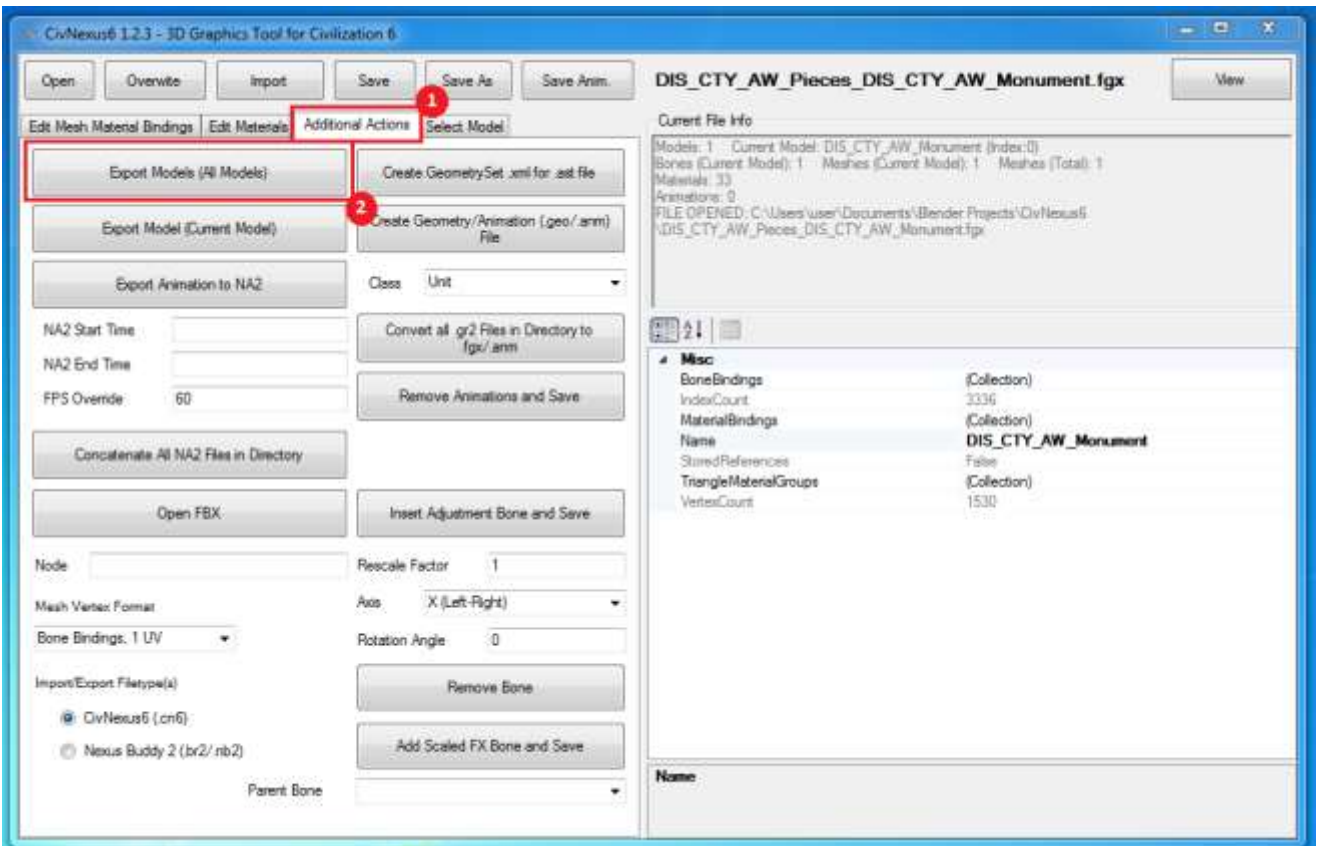 CivNexus6 1.2.3 - 3D Graphics Tool for Civilization 6
Open Overwite Import Save Save As Save Anim.
1
Edit Mesh Material Bindings Edit Materials Additional Actions Select Model
Export Models (All Models) Create GeometrySet .xml for .ast file
2
Export Model (Current Model) Create Geometry/Animation (.geo/.anm)
File
Export Animation to NA2 Class Unit
NA2 Start Time Convert all .gr2 Files in Directory to
fgx/.anm
NA2 End Time
FPS Override 60 Remove Animations and Save
Concatenate All NA2 Files in Directory
Open FBX Insert Adjustment Bone and Save
Node Rescale Factor 1
Mesh Vertex Format Axis X (Left-Right)
Bone Bindings, 1 UV Rotation Angle 0
Import/Export Filetype(s) Remove Bone
CivNexus6 (.cn6)
Nexus Buddy 2 (.br2/.nb2) Add Scaled FX Bone and Save
Parent Bone
DIS_CTY_AW_Pieces_DIS_CTY_AW_Monument.fgx View
Current File Info
Models: 1 Current Model: DIS_CTY_AW_Monument (Index:0)
Bones (Current Model): 1 Meshes (Current Model): 1 Meshes (Total): 1
Materials: 33
Animations: 0
FILE OPENED: C:\Users\user\Documents\Blender Projects\CivNexus6
\DIS_CTY_AW_Pieces_DIS_CTY_AW_Monument.fgx
Misc
BoneBindings (Collection)
IndexCount 3336
MaterialBindings (Collection)
Name DIS_CTY_AW_Monument
StoredReferences False
TriangleMaterialGroups (Collection)
VertexCount 1530
Name